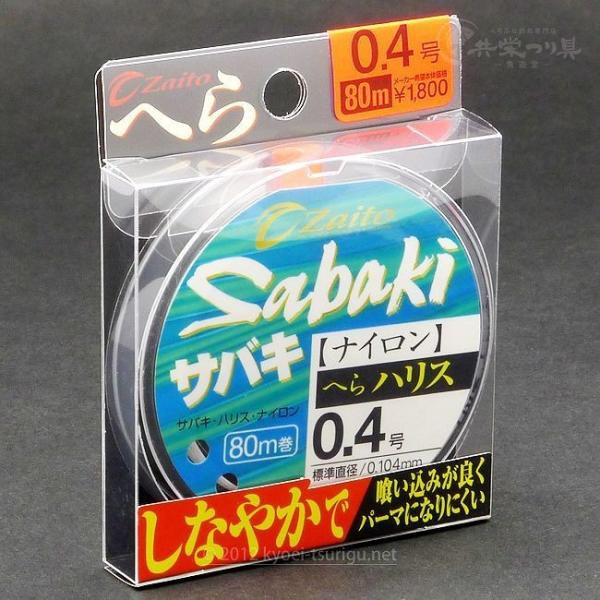 Zaito
へら
0.4号
80m
メーカー希望本体価格
¥1,800
共栄つり具
Zaito
Sabaki
サバキ
【ナイロン】
へらハリス
サバキ・ハリス・ナイロン
80m巻
0.4号
標準直径/0.104mm
しなやかで
喰い込みが良く
パーマになりにくい
© 2012 kyoei-tsurigu.net